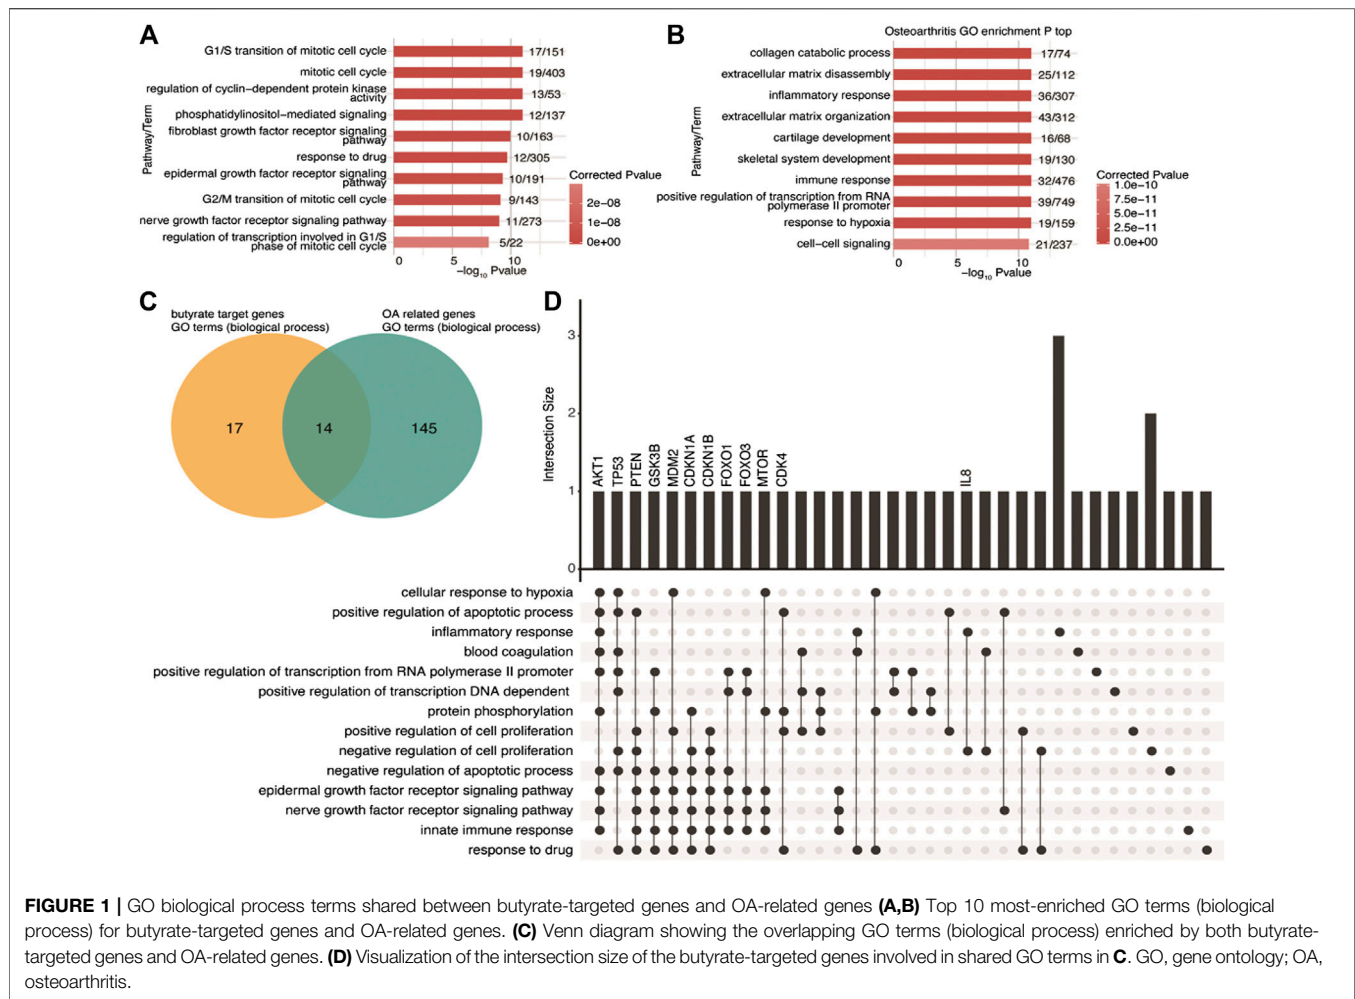 A
G1/S transition of mitotic cell cycle
17/151
mitotic cell cycle
19/403
regulation of cyclin−dependent protein kinase
activity
13/53
phosphatidylinositol−mediated signaling
12/137
fibroblast growth factor receptor signaling
pathway
10/163
response to drug
12/305
epidermal growth factor receptor signaling
pathway
10/191
G2/M transition of mitotic cell cycle
9/143
nerve growth factor receptor signaling pathway
11/273
regulation of transcription involved in G1/S
phase of mitotic cell cycle
5/22
Pathway/Term
0 5 10
−log10 Pvalue
Corrected Pvalue
2e−08
1e−08
0e+00
B
Osteoarthritis GO enrichment P top
collagen catabolic process
17/74
extracellular matrix disassembly
25/112
inflammatory response
36/307
extracellular matrix organization
43/312
cartilage development
16/68
skeletal system development
19/130
immune response
32/476
positive regulation of transcription from RNA
polymerase II promoter
39/749
response to hypoxia
19/159
cell−cell signaling
21/237
Pathway/Term
0 5 10
−log10 Pvalue
Corrected Pvalue
1.0e−10
7.5e−11
5.0e−11
2.5e−11
0.0e+00
C
butyrate target genes
GO terms (biological process)
OA related genes
GO terms (biological process)
17
14
145
D
Intersection Size
3
2
1
0
AKT1
TP53
PTEN
GSK3B
MDM2
CDKN1A
CDKN1B
FOXO1
FOXO3
MTOR
CDK4
IL8
cellular response to hypoxia
positive regulation of apoptotic process
inflammatory response
blood coagulation
positive regulation of transcription from RNA polymerase II promoter
positive regulation of transcription DNA dependent
protein phosphorylation
positive regulation of cell proliferation
negative regulation of cell proliferation
negative regulation of apoptotic process
epidermal growth factor receptor signaling pathway
nerve growth factor receptor signaling pathway
innate immune response
response to drug
FIGURE 1 | GO biological process terms shared between butyrate-targeted genes and OA-related genes (A,B) Top 10 most-enriched GO terms (biological
process) for butyrate-targeted genes and OA-related genes. (C) Venn diagram showing the overlapping GO terms (biological process) enriched by both butyrate-
targeted genes and OA-related genes. (D) Visualization of the intersection size of the butyrate-targeted genes involved in shared GO terms in C. GO, gene ontology; OA,
osteoarthritis.